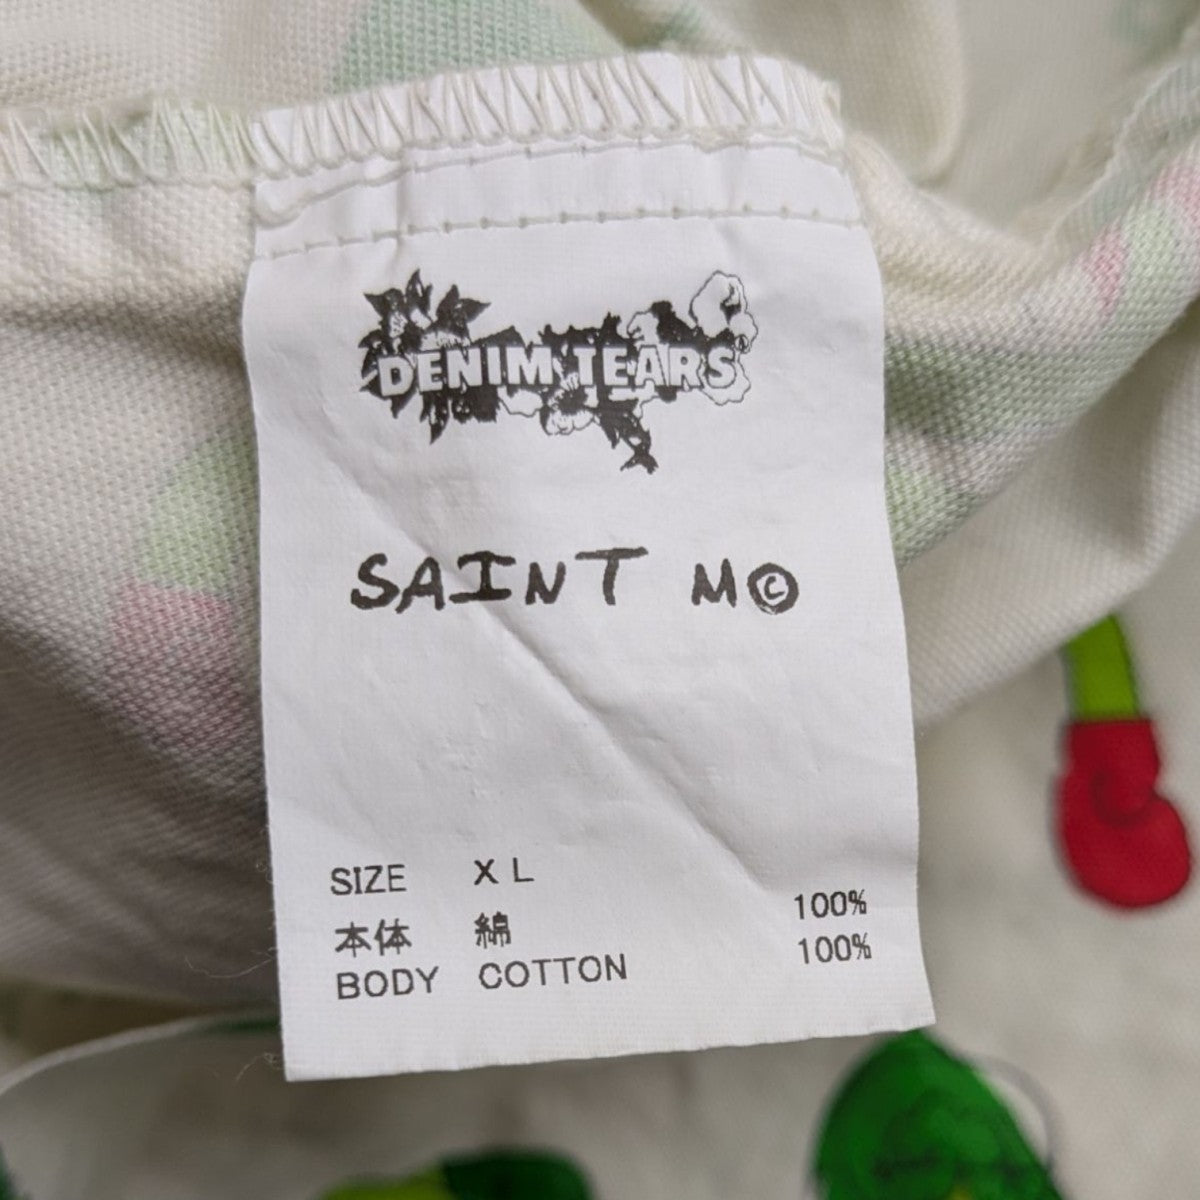 DENIM TEARS
SAINT M©
SIZE XL
本体 綿 100%
BODY COTTON 100%